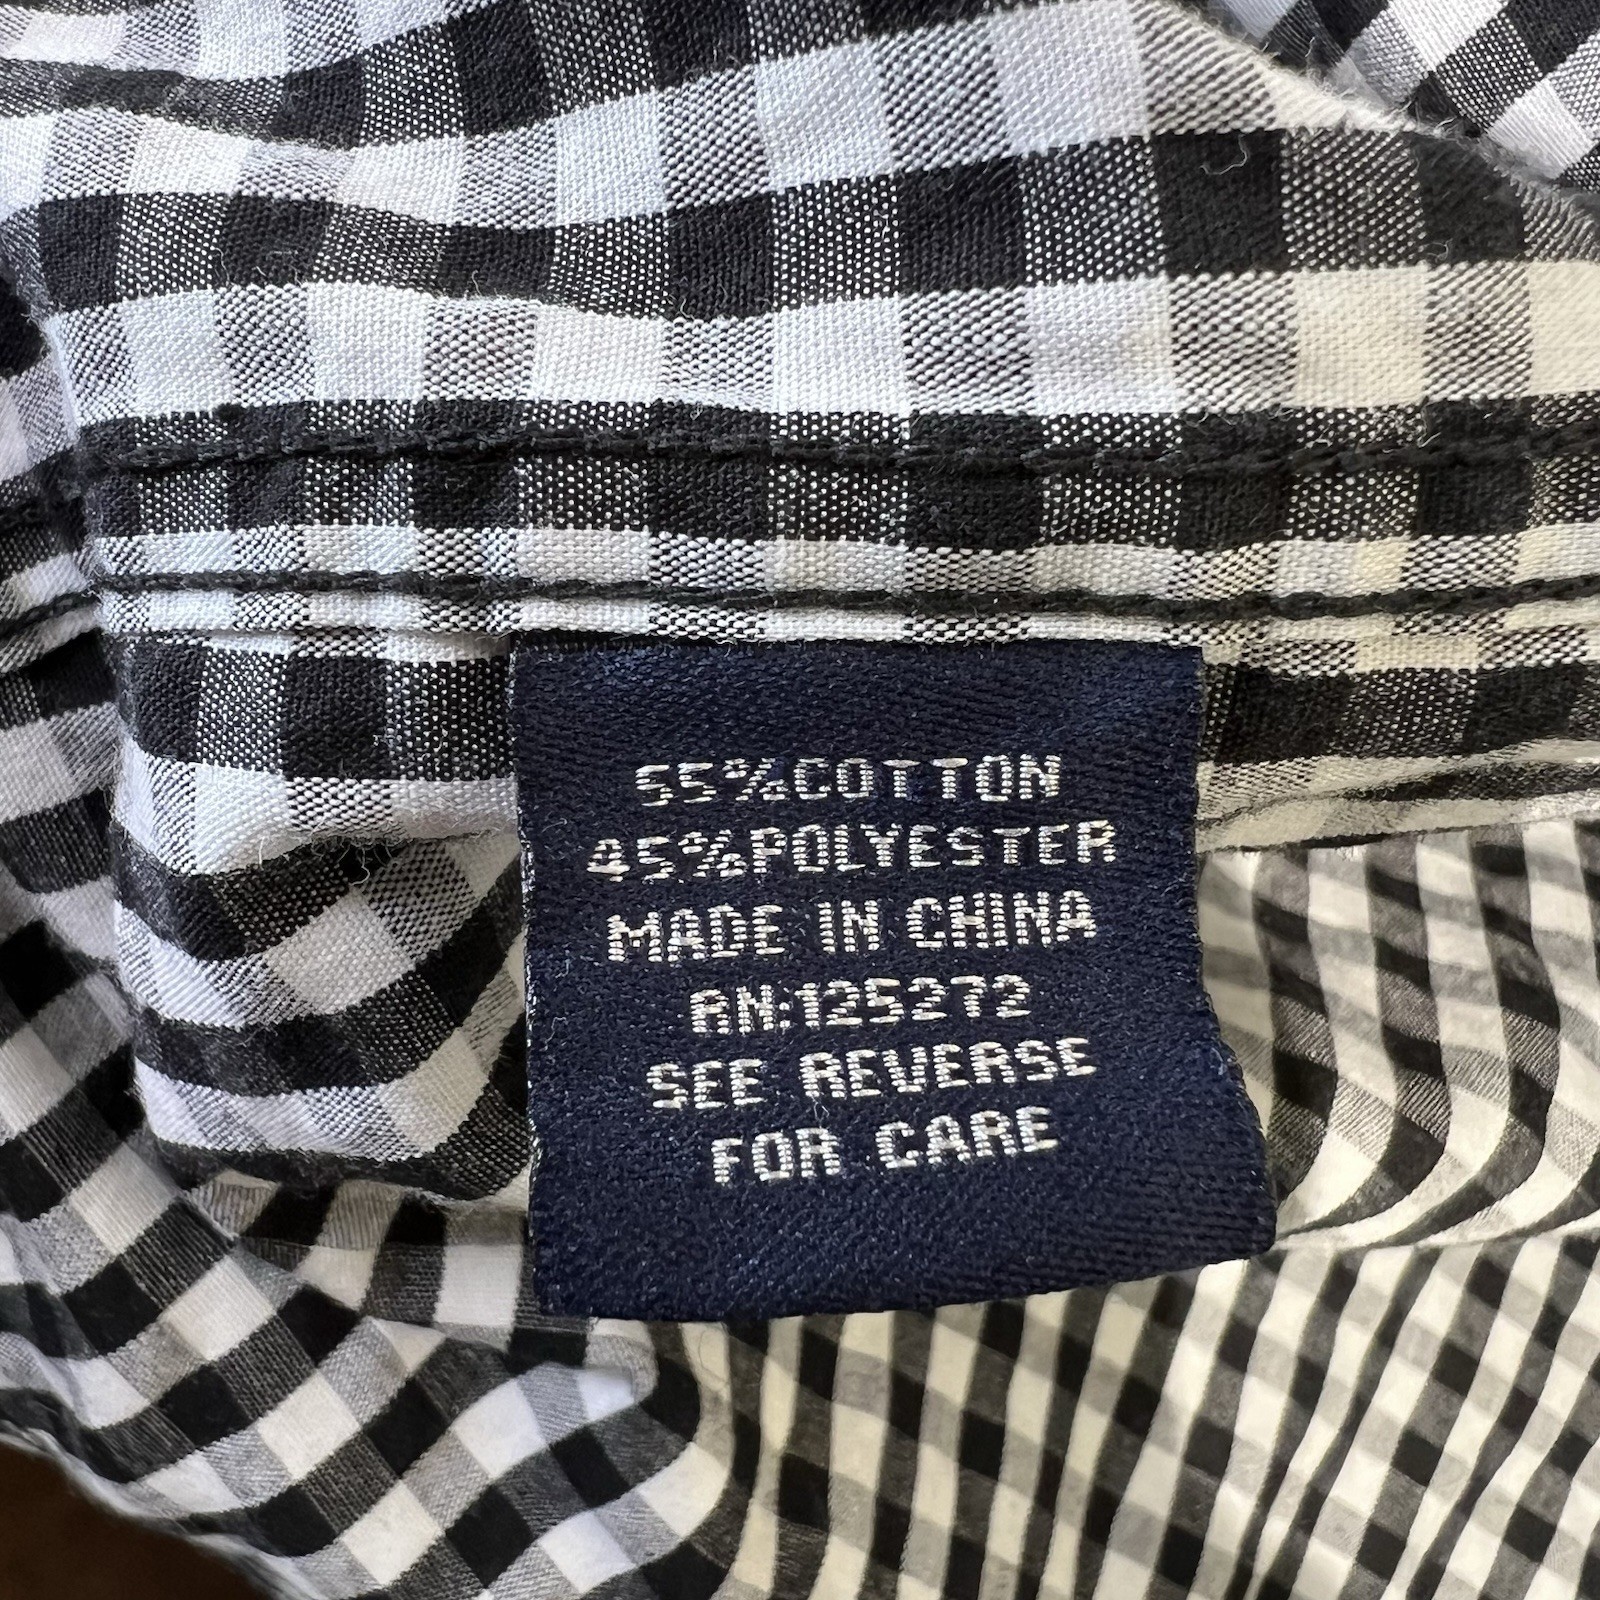 55%COTTON
45%POLYESTER
MADE IN CHINA
RN:125272
SEE REVERSE
FOR CARE